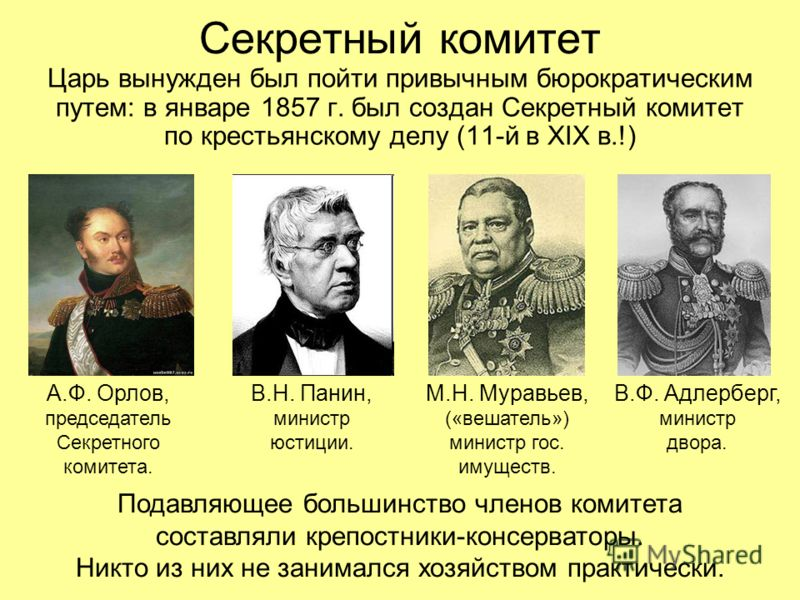 Секретный комитет
Царь вынужден был пойти привычным бюрократическим
путем: в январе 1857 г. был создан Секретный комитет
по крестьянскому делу (11-й в XIX в.!)
А.Ф. Орлов,
председатель
Секретного
комитета.
В.Н. Панин,
министр
юстиции.
М.Н. Муравьев,
(«вешатель»)
министр гос.
имуществ.
В.Ф. Адлерберг,
министр
двора.
Подавляющее большинство членов комитета
составляли крепостники-консерваторы.
Никто из них не занимался хозяйством практически.
MyShared